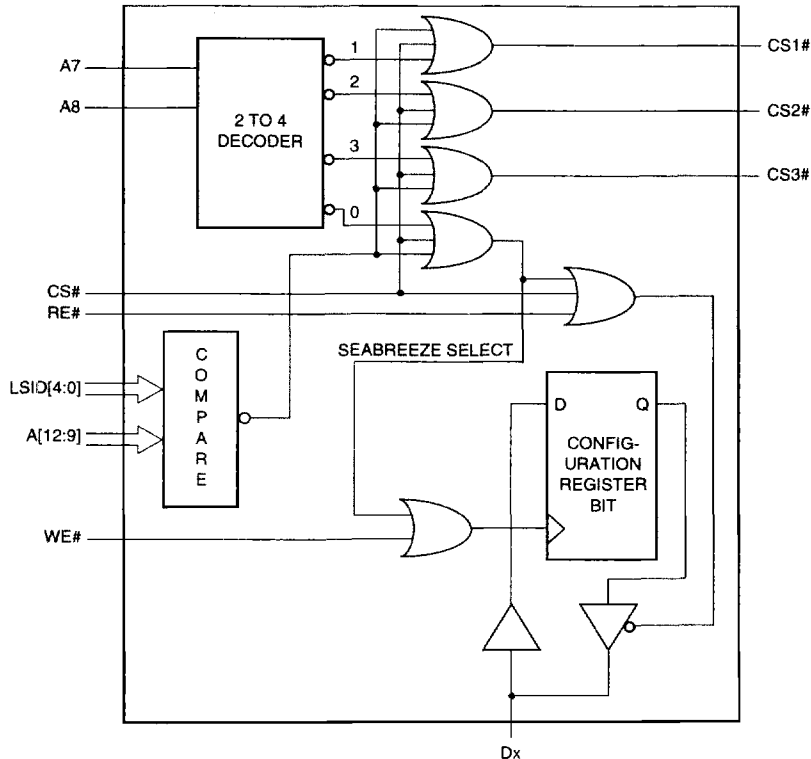 A7
A8
2 TO 4
DECODER
1
2
3
0
CS1#
CS2#
CS3#
CS#
RE#
SEABREEZE SELECT
LSID[4:0]
A[12:9]
C
O
M
P
A
R
E
D
Q
CONFIG-
URATION
REGISTER
BIT
WE#
Dx